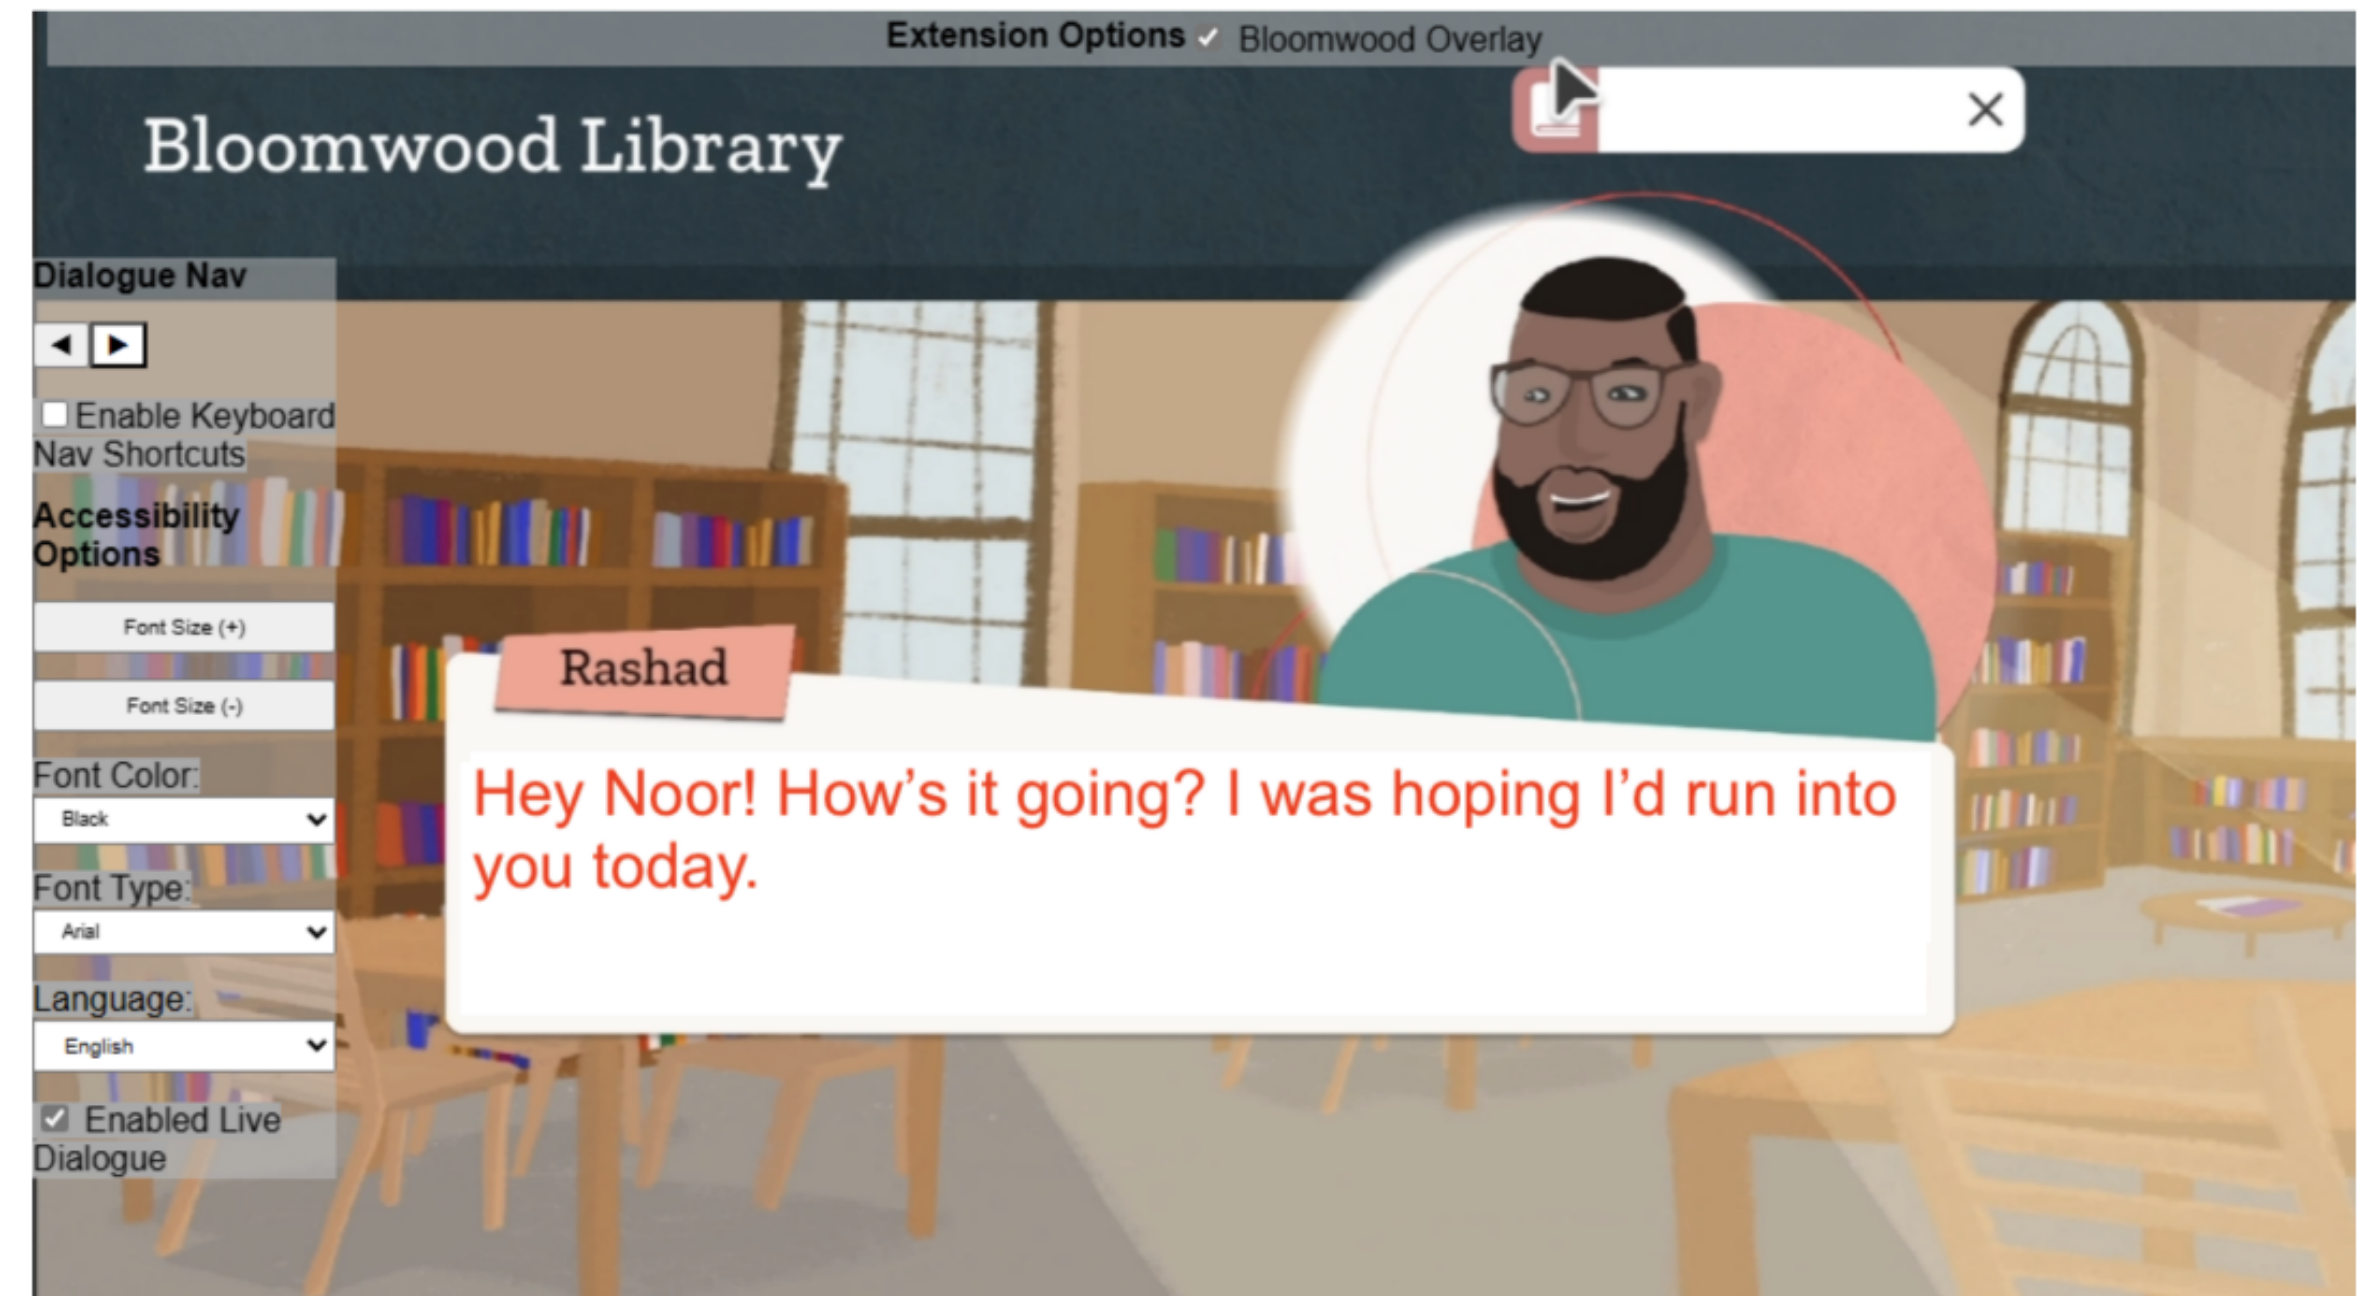 Extension Options Bloomwood Overlay
Bloomwood Library
Dialogue Nav
Enable Keyboard
Nav Shortcuts
Accessibility
Options
Font Size (+)
Font Size (-)
Font Color:
Black
Font Type:
Arial
Language:
English
Enabled Live
Dialogue
Rashad
Hey Noor! How’s it going? I was hoping I’d run into
you today.